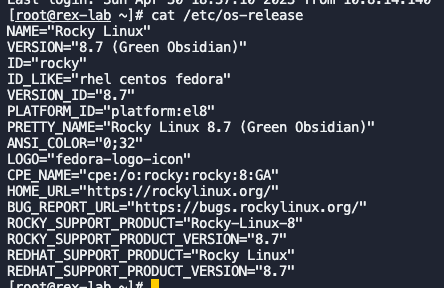 Last login: Sun Apr 30 18:57:10 2023 from 10.8.14.140
[root@rex-lab ~]# cat /etc/os-release
NAME="Rocky Linux"
VERSION="8.7 (Green Obsidian)"
ID="rocky"
ID_LIKE="rhel centos fedora"
VERSION_ID="8.7"
PLATFORM_ID="platform:el8"
PRETTY_NAME="Rocky Linux 8.7 (Green Obsidian)"
ANSI_COLOR="0;32"
LOGO="fedora-logo-icon"
CPE_NAME="cpe:/o:rocky:rocky:8:GA"
HOME_URL="https://rockylinux.org/"
BUG_REPORT_URL="https://bugs.rockylinux.org/"
ROCKY_SUPPORT_PRODUCT="Rocky-Linux-8"
ROCKY_SUPPORT_PRODUCT_VERSION="8.7"
REDHAT_SUPPORT_PRODUCT="Rocky Linux"
REDHAT_SUPPORT_PRODUCT_VERSION="8.7"
[root@rex-lab ~]#